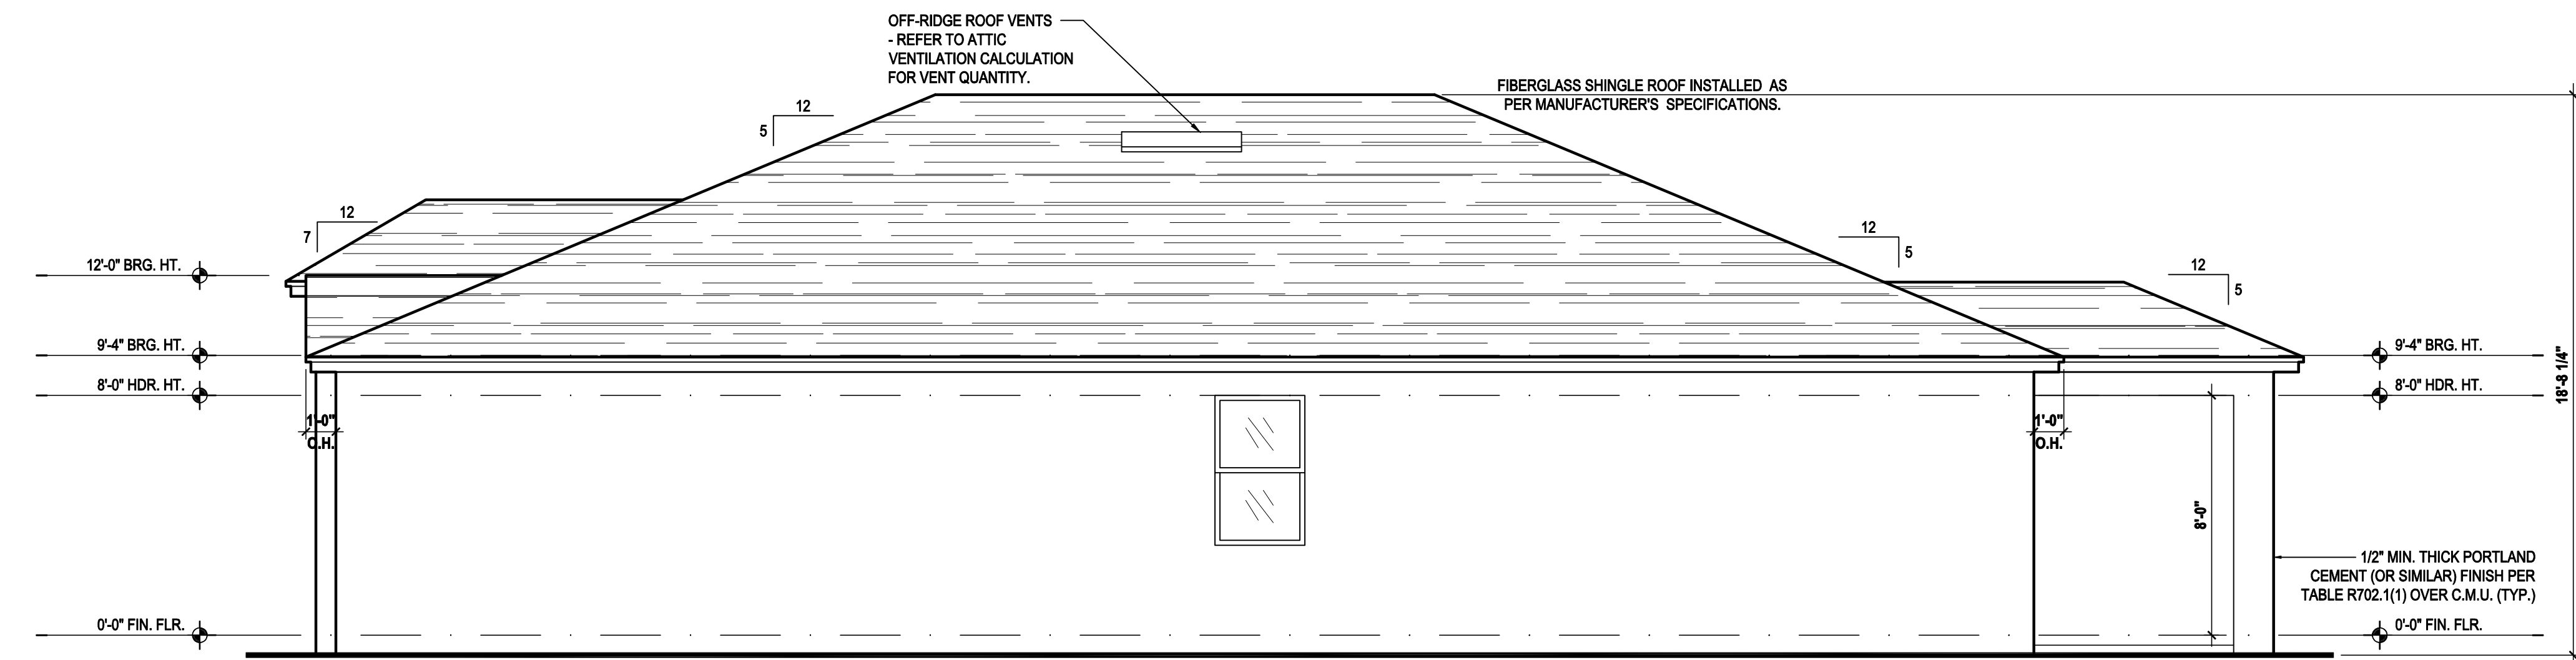 OFF-RIDGE ROOF VENTS
- REFER TO ATTIC
VENTILATION CALCULATION
FOR VENT QUANTITY.
FIBERGLASS SHINGLE ROOF INSTALLED AS
PER MANUFACTURER'S SPECIFICATIONS.
12
5
12
7
12
5
12
5
12'-0" BRG. HT.
9'-4" BRG. HT.
8'-0" HDR. HT.
0'-0" FIN. FLR.
1'-0"
O.H.
1'-0"
O.H.
8'-0"
9'-4" BRG. HT.
8'-0" HDR. HT.
18'-8 1/4"
1/2" MIN. THICK PORTLAND
CEMENT (OR SIMILAR) FINISH PER
TABLE R702.1(1) OVER C.M.U. (TYP.)
0'-0" FIN. FLR.